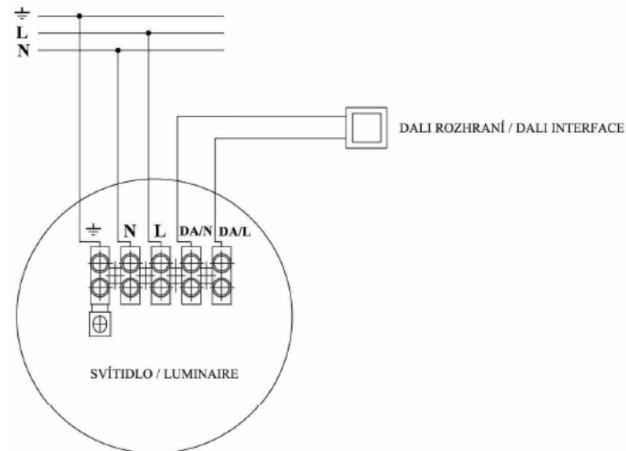 L
N
DALI ROZHRANÍ / DALI INTERFACE
N L DA/N DA/L
SVÍTIDLO / LUMINAIRE